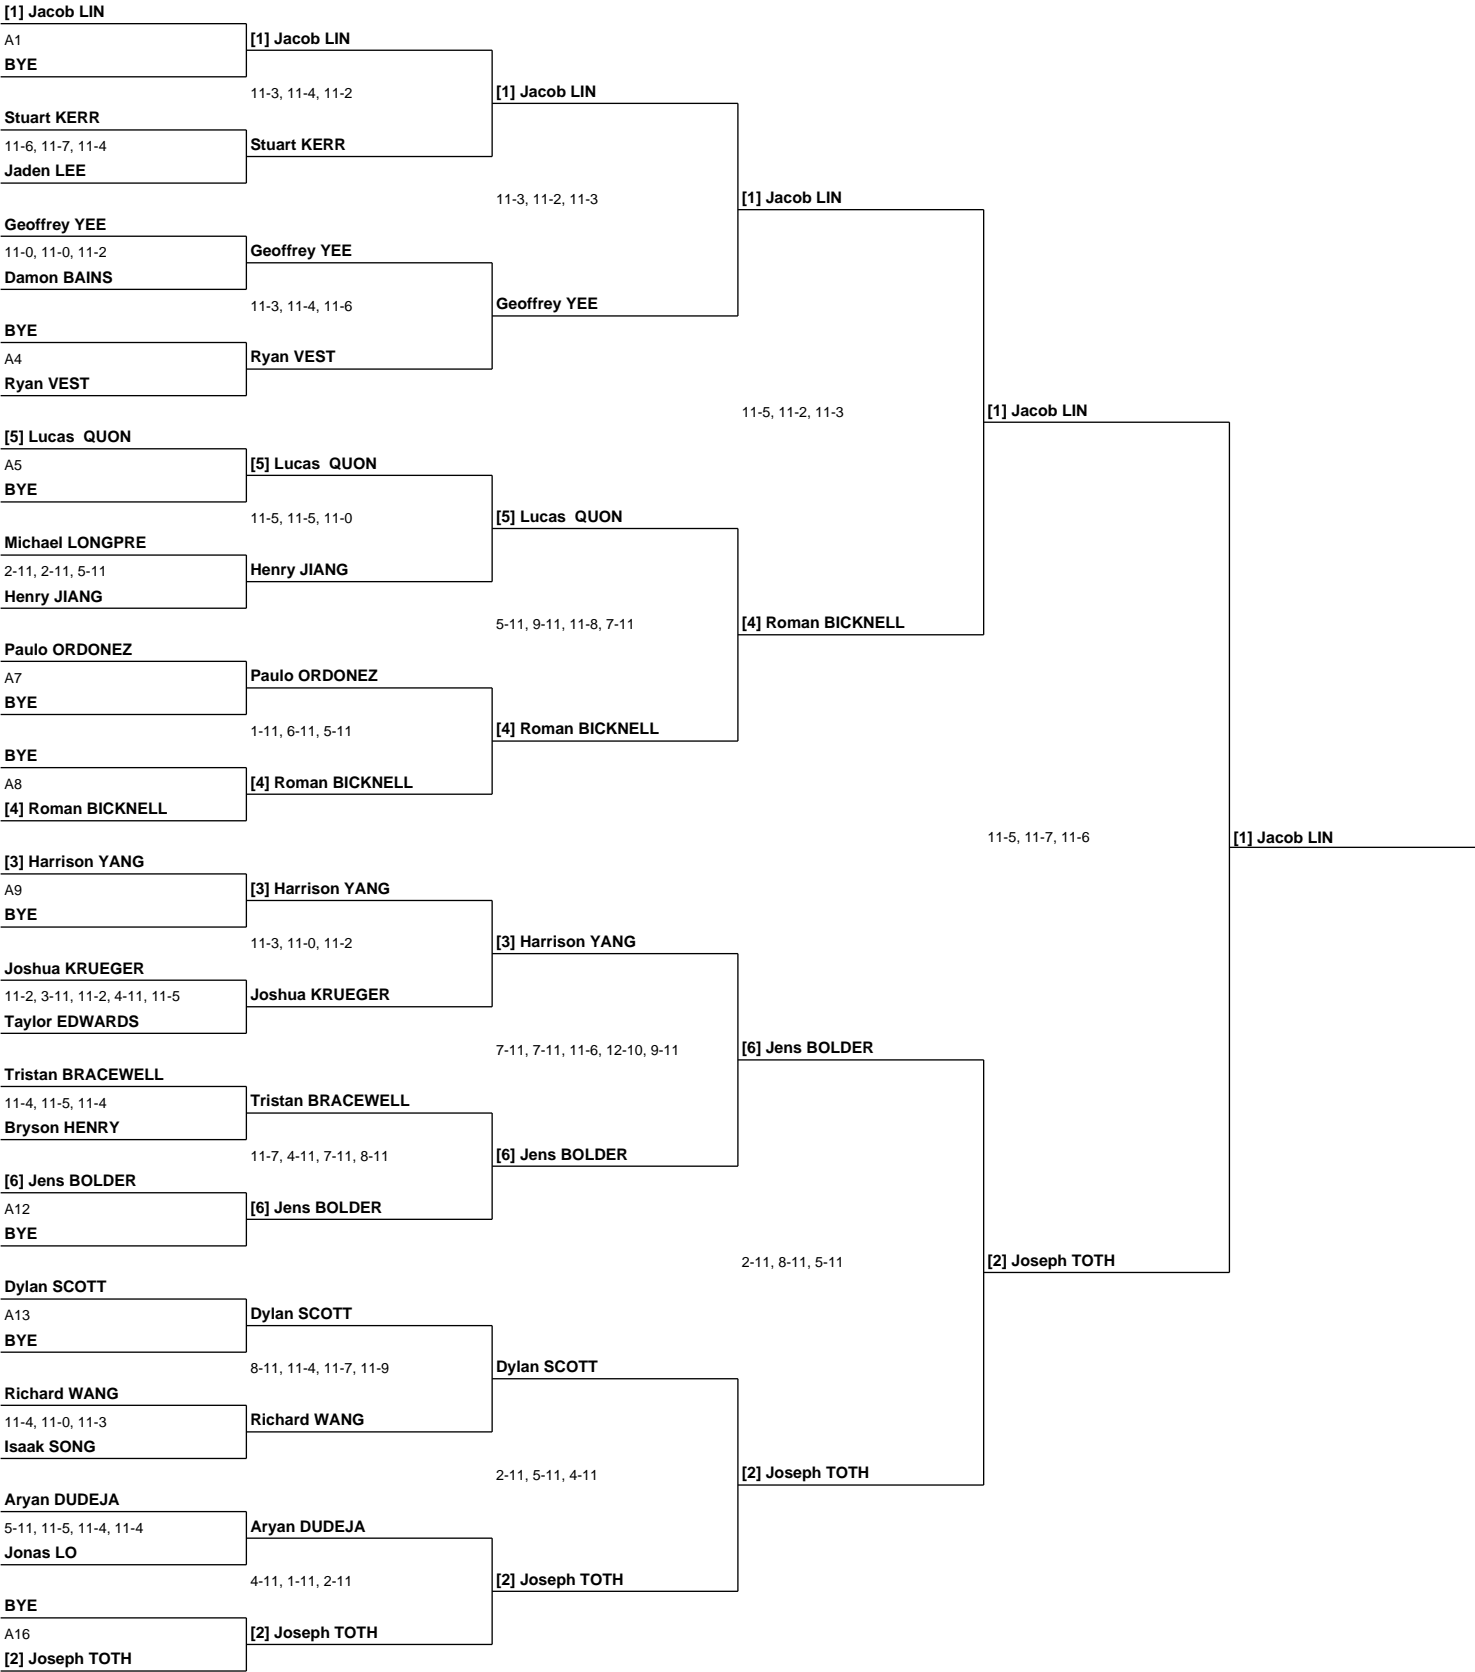 [1] Jacob LIN
A1
[1] Jacob LIN
BYE
11-3, 11-4, 11-2
[1] Jacob LIN
Stuart KERR
11-6, 11-7, 11-4
Stuart KERR
Jaden LEE
11-3, 11-2, 11-3
[1] Jacob LIN
Geoffrey YEE
11-0, 11-0, 11-2
Geoffrey YEE
Damon BAINS
11-3, 11-4, 11-6
Geoffrey YEE
BYE
A4
Ryan VEST
Ryan VEST
11-5, 11-2, 11-3
[1] Jacob LIN
[5] Lucas  QUON
A5
[5] Lucas  QUON
BYE
11-5, 11-5, 11-0
[5] Lucas  QUON
Michael LONGPRE
2-11, 2-11, 5-11
Henry JIANG
Henry JIANG
5-11, 9-11, 11-8, 7-11
[4] Roman BICKNELL
Paulo ORDONEZ
A7
Paulo ORDONEZ
BYE
1-11, 6-11, 5-11
[4] Roman BICKNELL
BYE
A8
[4] Roman BICKNELL
[4] Roman BICKNELL
11-5, 11-7, 11-6
[1] Jacob LIN
[3] Harrison YANG
A9
[3] Harrison YANG
BYE
11-3, 11-0, 11-2
[3] Harrison YANG
Joshua KRUEGER
11-2, 3-11, 11-2, 4-11, 11-5
Joshua KRUEGER
Taylor EDWARDS
7-11, 7-11, 11-6, 12-10, 9-11
[6] Jens BOLDER
Tristan BRACEWELL
11-4, 11-5, 11-4
Tristan BRACEWELL
Bryson HENRY
11-7, 4-11, 7-11, 8-11
[6] Jens BOLDER
[6] Jens BOLDER
A12
[6] Jens BOLDER
BYE
2-11, 8-11, 5-11
[2] Joseph TOTH
Dylan SCOTT
A13
Dylan SCOTT
BYE
8-11, 11-4, 11-7, 11-9
Dylan SCOTT
Richard WANG
11-4, 11-0, 11-3
Richard WANG
Isaak SONG
2-11, 5-11, 4-11
[2] Joseph TOTH
Aryan DUDEJA
5-11, 11-5, 11-4, 11-4
Aryan DUDEJA
Jonas LO
4-11, 1-11, 2-11
[2] Joseph TOTH
BYE
A16
[2] Joseph TOTH
[2] Joseph TOTH